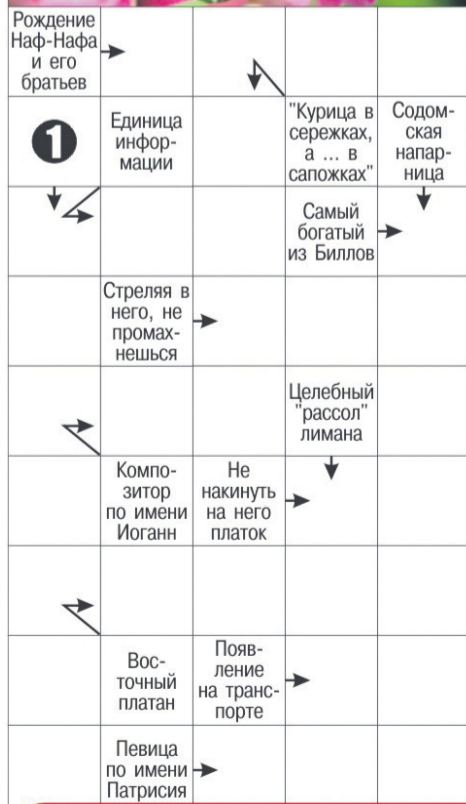 Рождение
Наф-Нафа
и его
братьев
1
Единица
инфор-
мации
"Курица в
сережках,
а ... в
сапожках"
Содом-
ская
напар-
ница
Самый
богатый
из Биллов
Стреляя в
него, не
промах-
нешься
Целебный
"рассол"
лимана
Компо-
зитор
по имени
Иоганн
Не
накинуть
на него
платок
Вос-
точный
платан
Появ-
ление
на транс-
порте
Певица
по имени
Патрисия